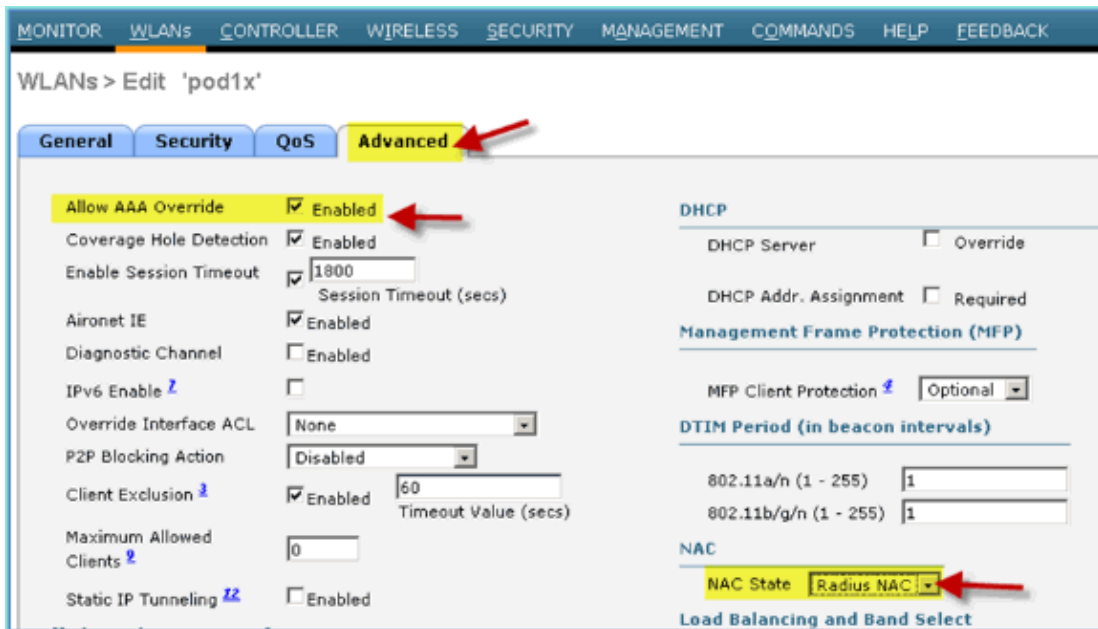 MONITOR WLANs CONTROLLER WIRELESS SECURITY MANAGEMENT COMMANDS HELP FEEDBACK
WLANs > Edit 'pod1x'
General Security QoS Advanced
Allow AAA Override Enabled
Coverage Hole Detection Enabled
Enable Session Timeout 1800
Session Timeout (secs)
Aironet IE Enabled
Diagnostic Channel Enabled
IPv6 Enable 7
Override Interface ACL None
P2P Blocking Action Disabled
Client Exclusion 3 Enabled 60
Timeout Value (secs)
Maximum Allowed
Clients 9 0
Static IP Tunneling 12 Enabled
DHCP
DHCP Server Override
DHCP Addr. Assignment Required
Management Frame Protection (MFP)
MFP Client Protection 4 Optional
DTIM Period (in beacon intervals)
802.11a/n (1 - 255) 1
802.11b/g/n (1 - 255) 1
NAC
NAC State Radius NAC
Load Balancing and Band Select